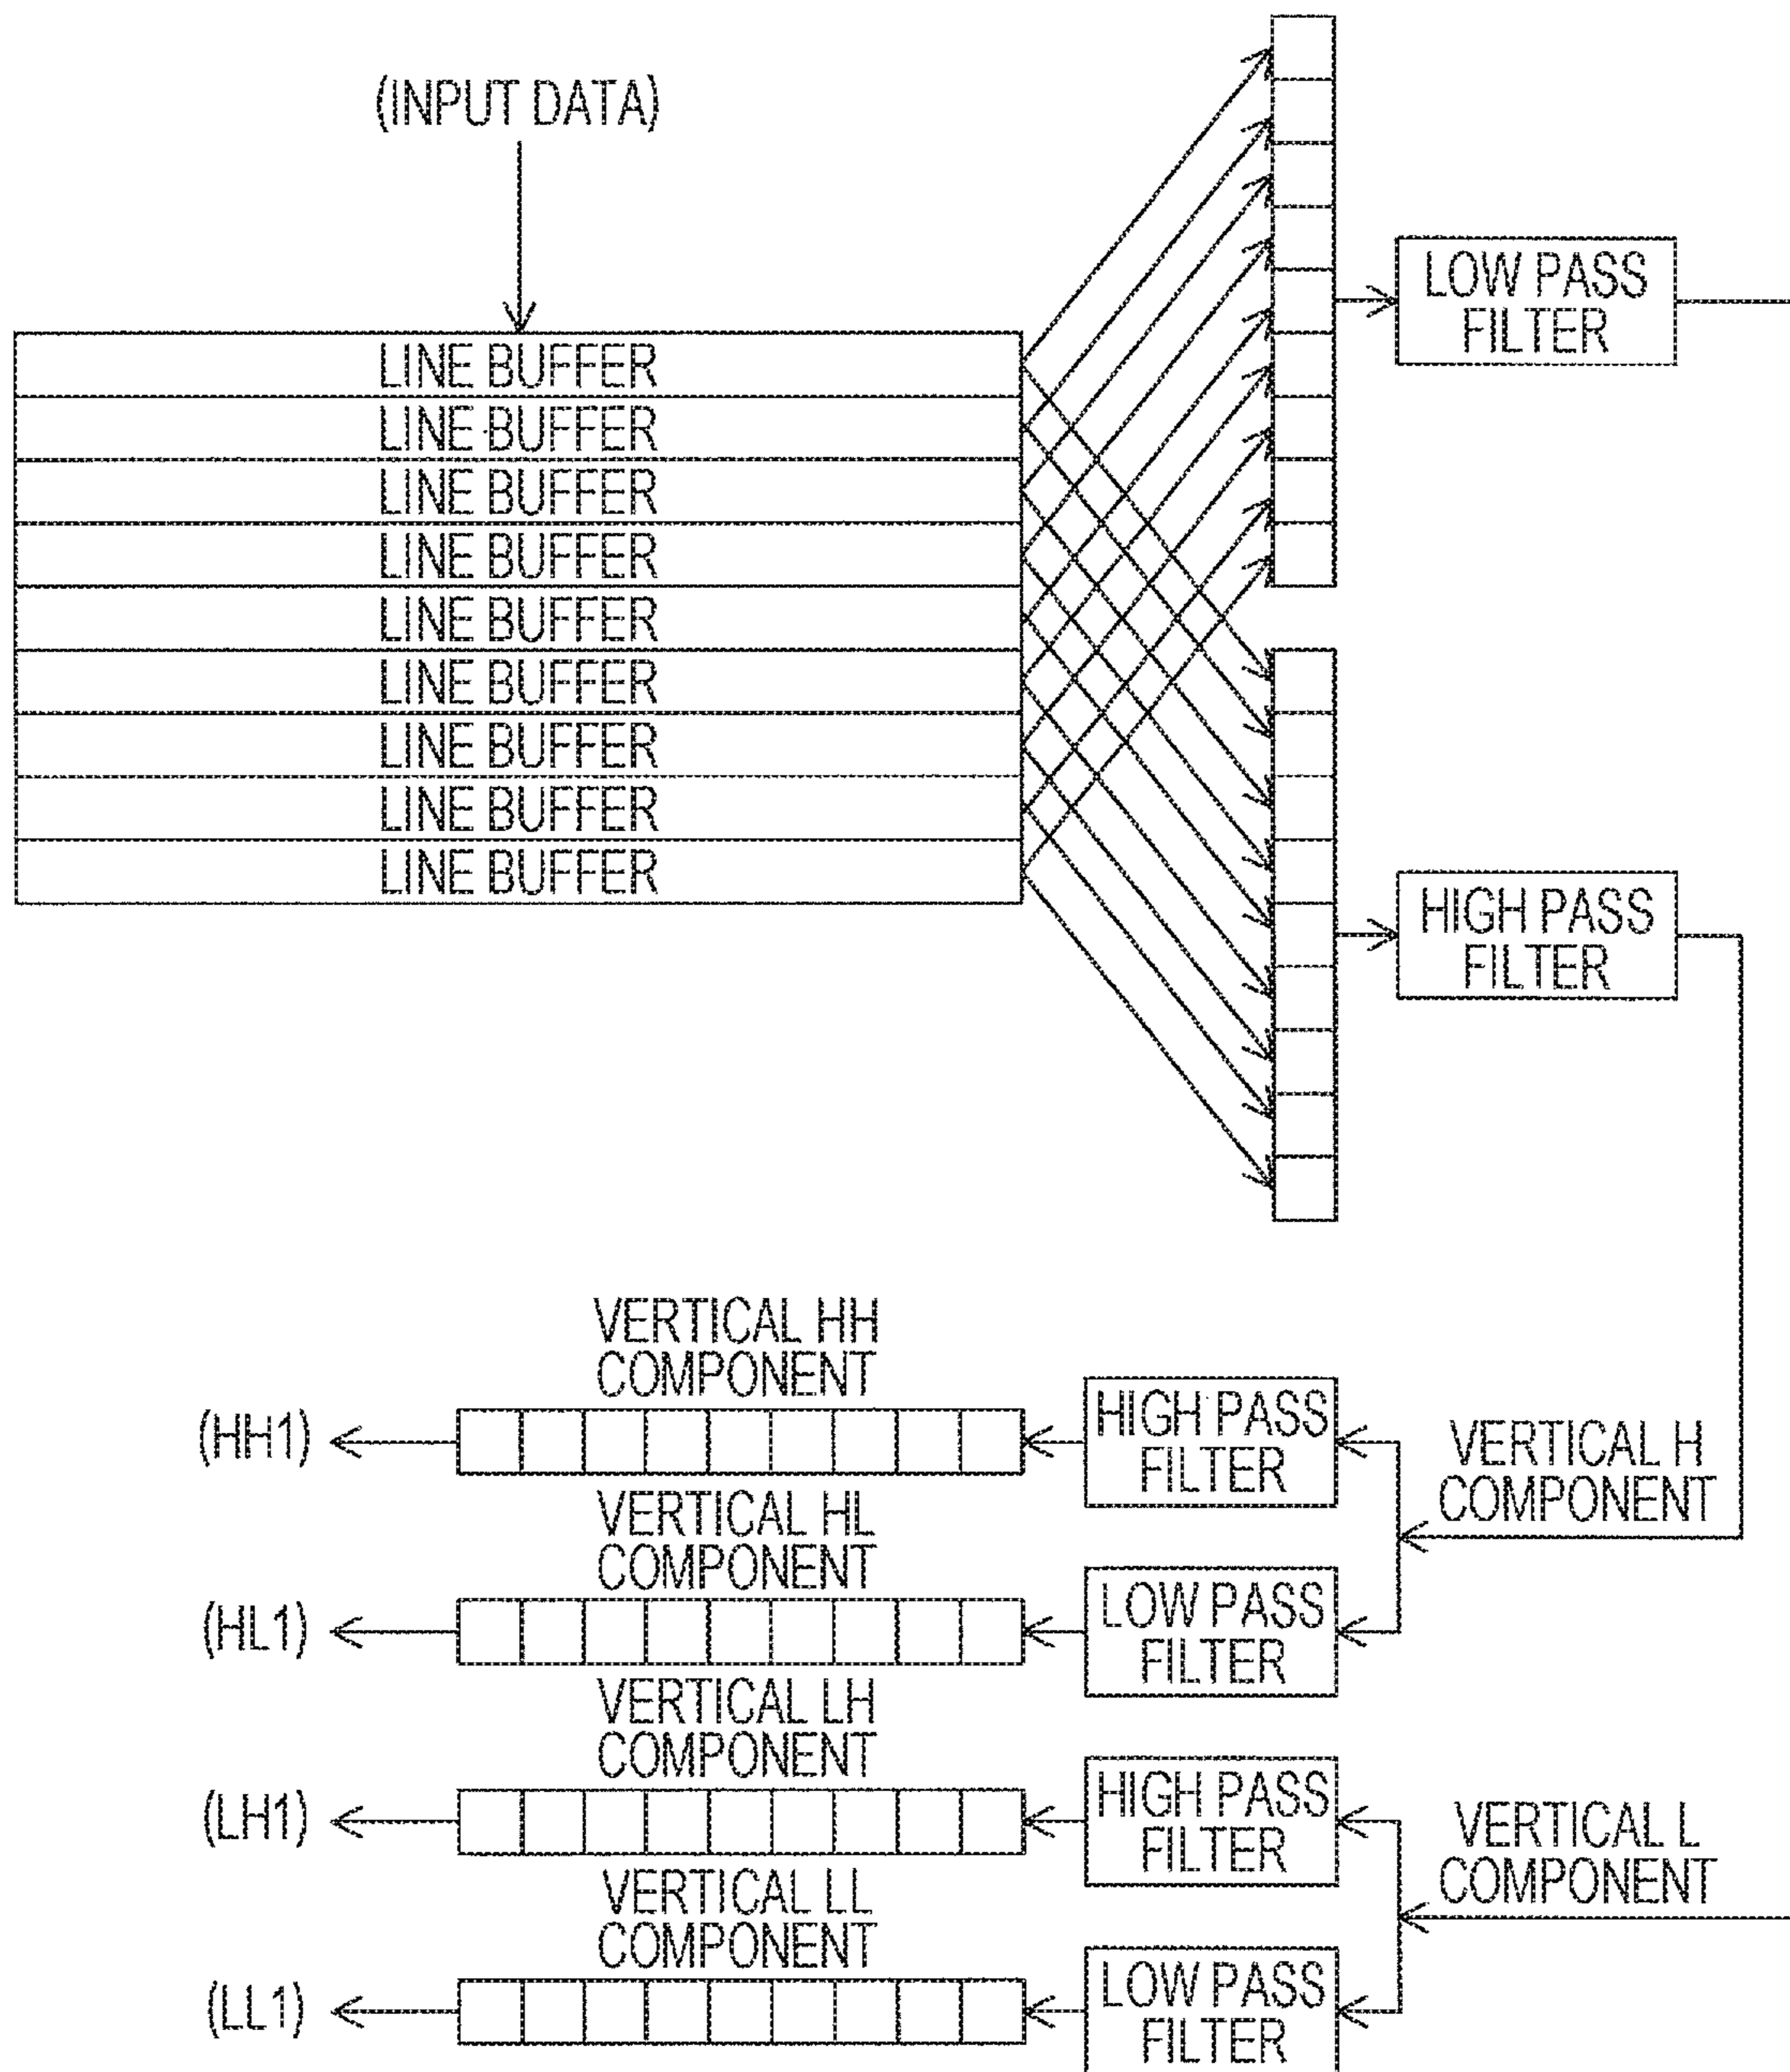 (INPUT DATA)
LOW PASS
FILTER
LINE BUFFER
LINE BUFFER
LINE BUFFER
LINE BUFFER
LINE BUFFER
LINE BUFFER
LINE BUFFER
LINE BUFFER
LINE BUFFER
HIGH PASS
FILTER
VERTICAL HH
COMPONENT
(HH1)
HIGH PASS
FILTER
VERTICAL H
COMPONENT
VERTICAL HL
COMPONENT
(HL1)
LOW PASS
FILTER
VERTICAL LH
COMPONENT
(LH1)
HIGH PASS
FILTER
VERTICAL L
COMPONENT
VERTICAL LL
COMPONENT
(LL1)
LOW PASS
FILTER